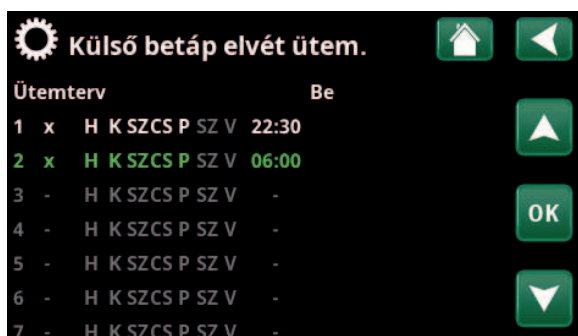 Külső betáp elvét ütem.
Ütemterv Be
1 x H K SZ CS P SZ V 22:30
2 x H K SZ CS P SZ V 06:00
3 - H K SZ CS P SZ V -
4 - H K SZ CS P SZ V -
OK
5 - H K SZ CS P SZ V -
6 - H K SZ CS P SZ V -
7 - H K SZ CS P SZ V -